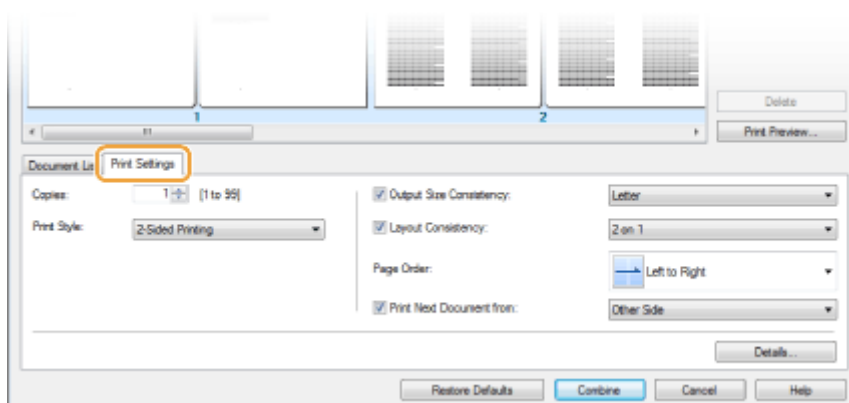 1
2
Delete
Print Preview...
Document Lis
Print Settings
Copies: 1 [1 to 99]
Output Size Consistency: Letter
Print Style: 2-Sided Printing
Layout Consistency: 2 on 1
Page Order: Left to Right
Print Next Document from: Other Side
Details...
Restore Defaults
Combine
Cancel
Help